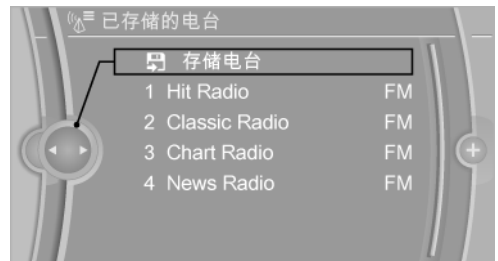 已存储的电台
存储电台
1 Hit Radio FM
2 Classic Radio FM
3 Chart Radio FM
4 News Radio FM